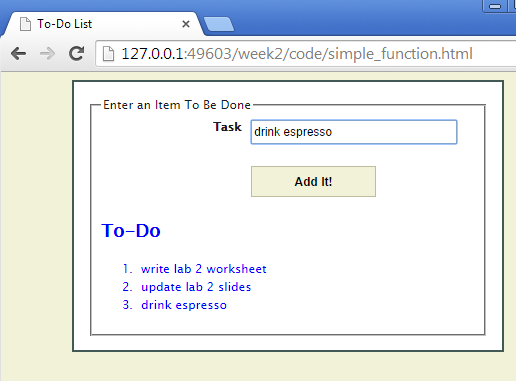 To-Do List
127.0.0.1:49603/week2/code/simple_function.html
Enter an Item To Be Done
Task drink espresso
Add It!
To-Do
1. write lab 2 worksheet
2. update lab 2 slides
3. drink espresso